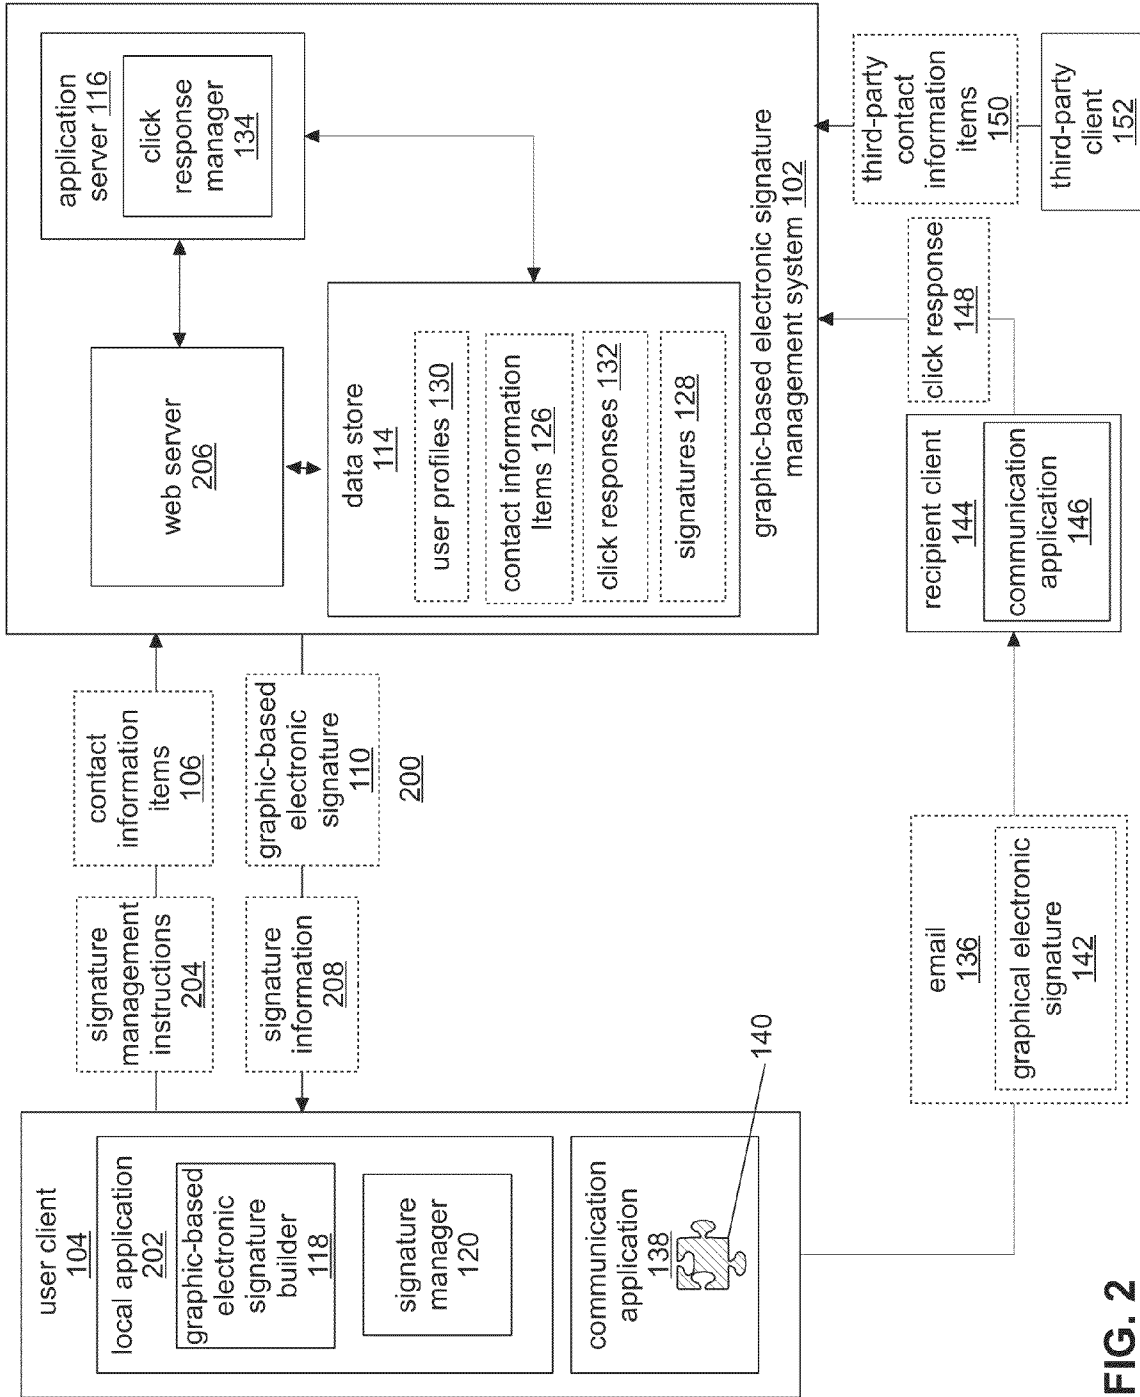 user client
104
local application
202
graphic-based
electronic
signature
builder
118
signature
manager
120
communication
application
138
140
signature
management
instructions
204
contact
information
items
106
signature
information
208
graphic-based
electronic
signature
110
200
web server
206
application
server 116
click
response
manager
134
data store
114
user profiles 130
contact information
Items 126
click responses 132
signatures 128
graphic-based electronic signature
management system 102
email
136
graphical electronic
signature
142
recipient client
144
communication
application
146
click response
148
third-party
contact
information
items
150
third-party
client
152
FIG. 2